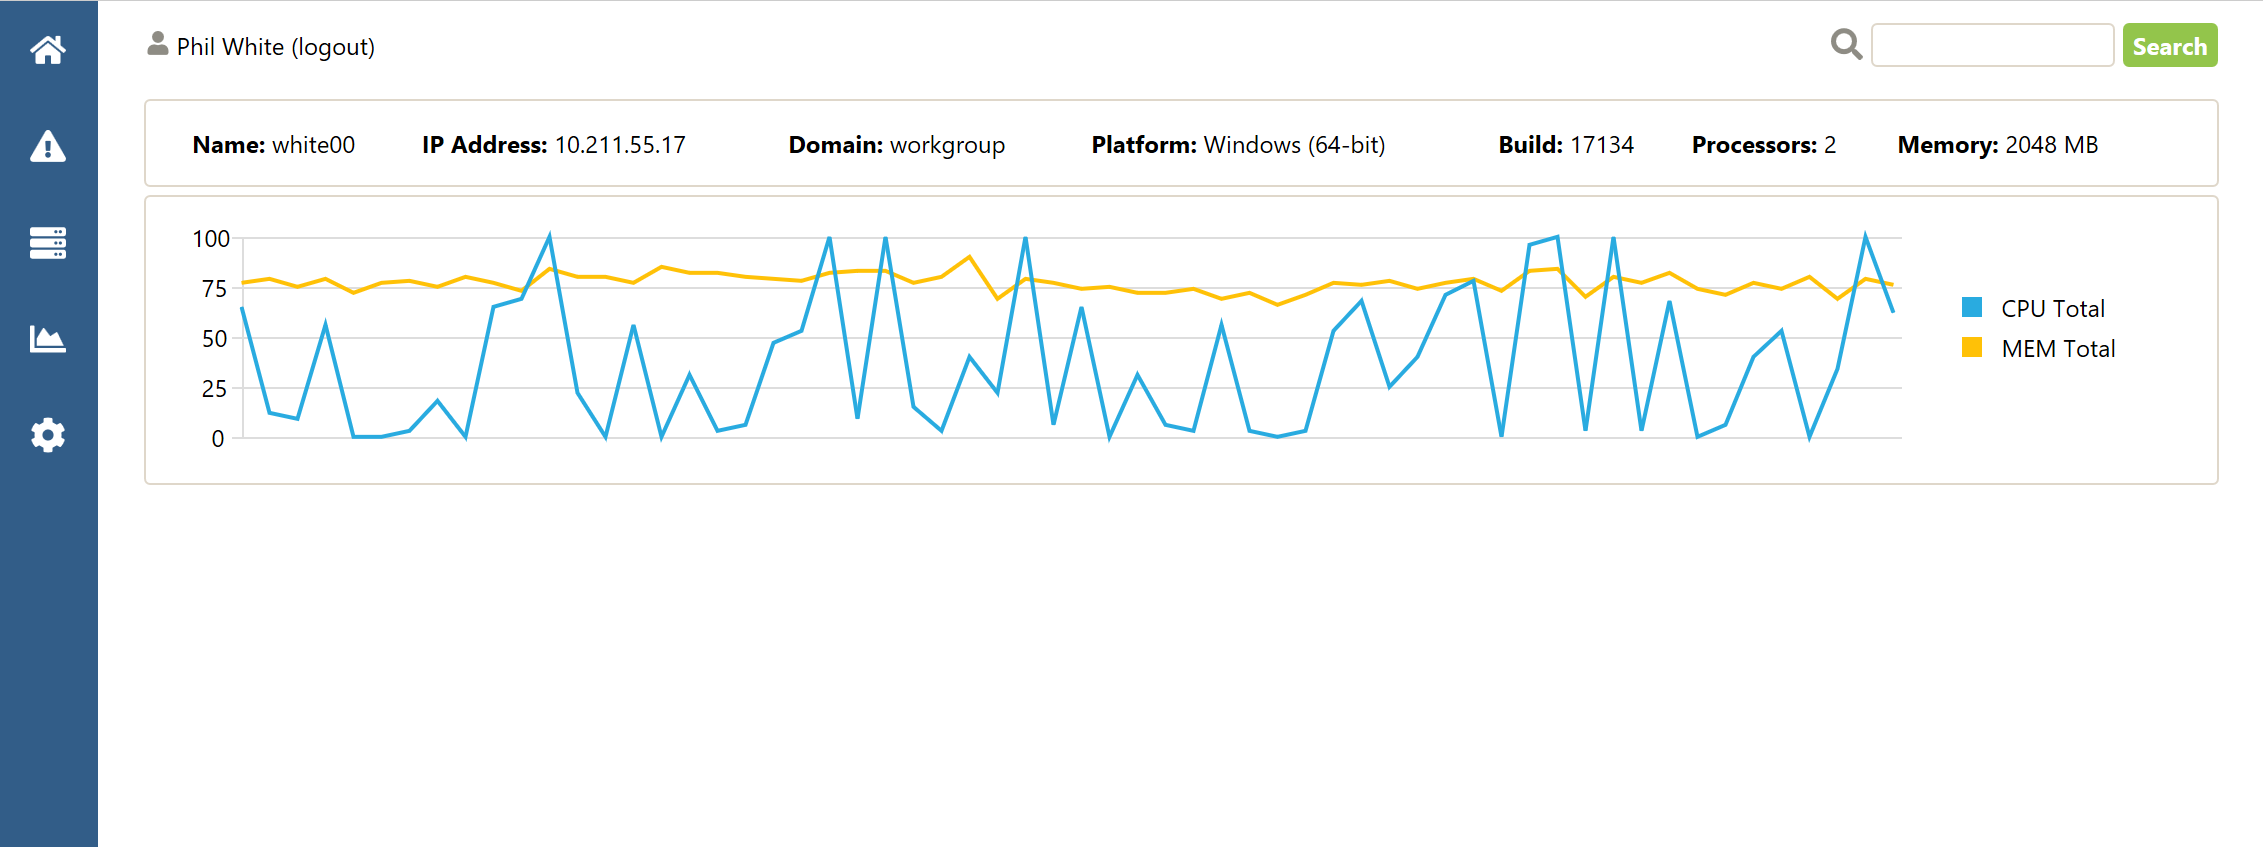 Phil White (logout)
Search
Name: white00 IP Address: 10.211.55.17 Domain: workgroup Platform: Windows (64-bit) Build: 17134 Processors: 2 Memory: 2048 MB
100
75
50
25
0
CPU Total
MEM Total